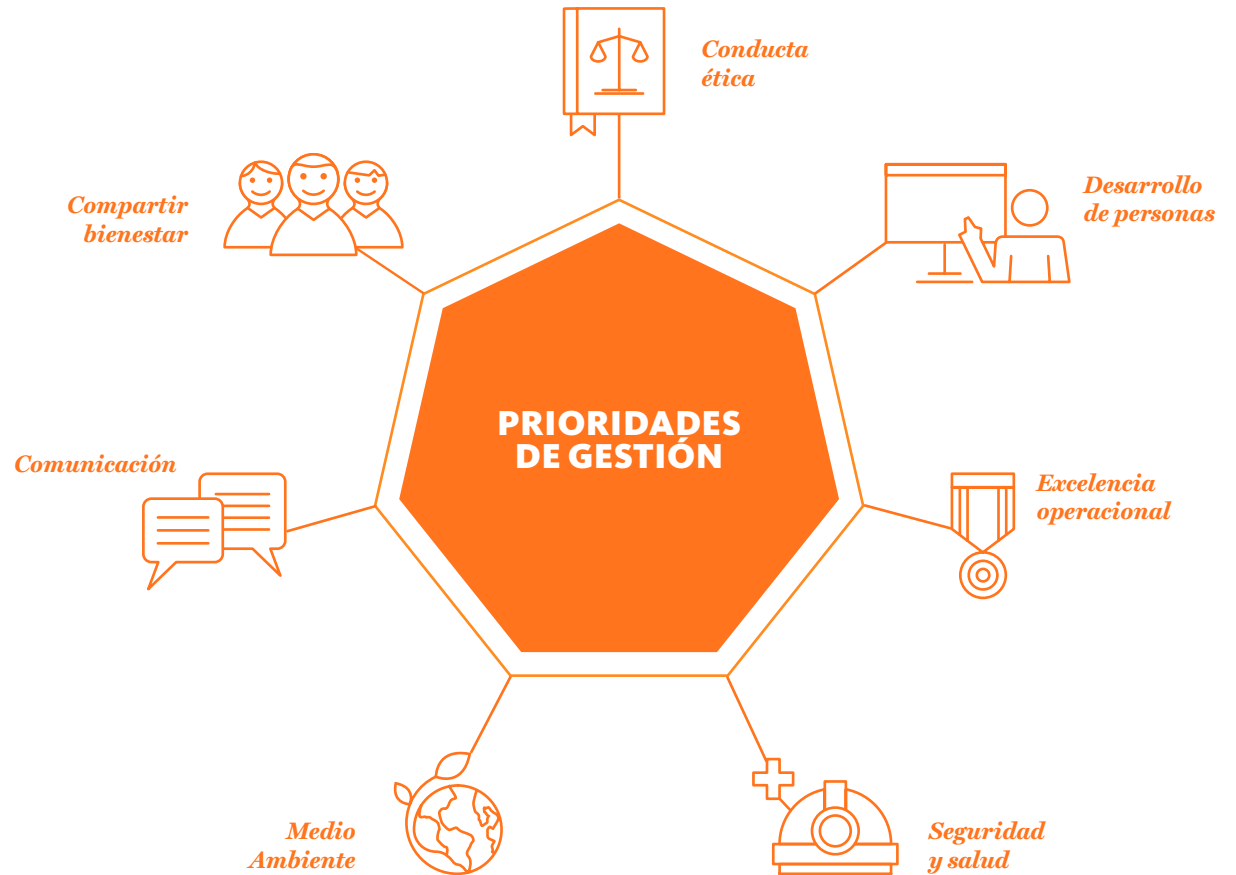 Conducta
ética
Desarrollo
de personas
Compartir
bienestar
PRIORIDADES
DE GESTIÓN
Comunicación
Excelencia
operacional
Medio
Ambiente
Seguridad
y salud